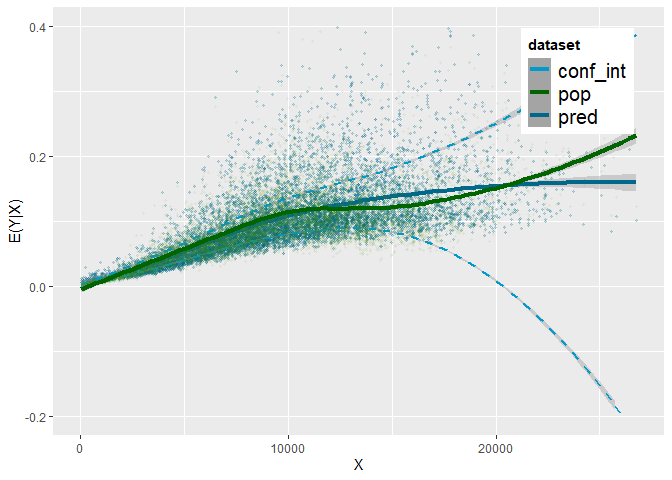 0.4
dataset
conf_int
pop
pred
0.2
E(Y|X)
0.0
-0.2
0
10000
20000
X